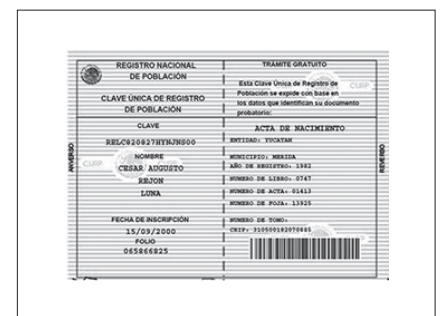 REGISTRO NACIONAL
DE POBLACIÓN
CLAVE ÚNICA DE REGISTRO
DE POBLACIÓN
CLAVE
RELC820827HYNJNS00
NOMBRE
CESAR AUGUSTO
REJON
LUNA
FECHA DE INSCRIPCIÓN
15/09/2000
FOLIO
065866825
ANVERSO
TRÁMITE GRATUITO
Esta Clave Única de Registro de
Población se expide con base en
los datos que identifican su documento
probatorio:
ACTA DE NACIMIENTO
ENTIDAD: YUCATAN
MUNICIPIO: MERIDA
AÑO DE REGISTRO: 1982
NUMERO DE LIBRO: 0747
NUMERO DE ACTA: 01413
NUMERO DE FOJA: 13925
NUMERO DE TOMO:
CRIP:
REVERSO
CURP
CURP